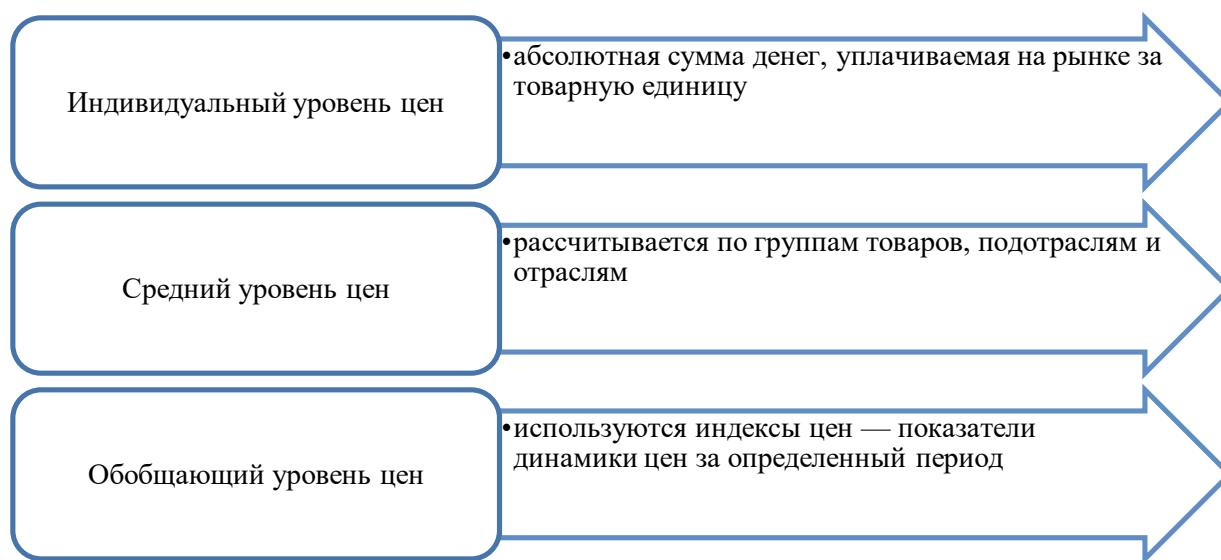 Индивидуальный уровень цен
•абсолютная сумма денег, уплачиваемая на рынке за
товарную единицу
Средний уровень цен
•рассчитывается по группам товаров, подотраслям и
отраслям
Обобщающий уровень цен
•используются индексы цен — показатели
динамики цен за определенный период